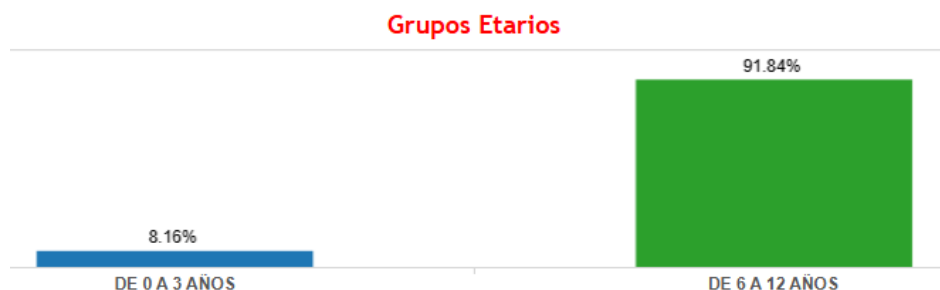 Grupos Etarios
91.84%
8.16%
DE 0 A 3 AÑOS
DE 6 A 12 AÑOS